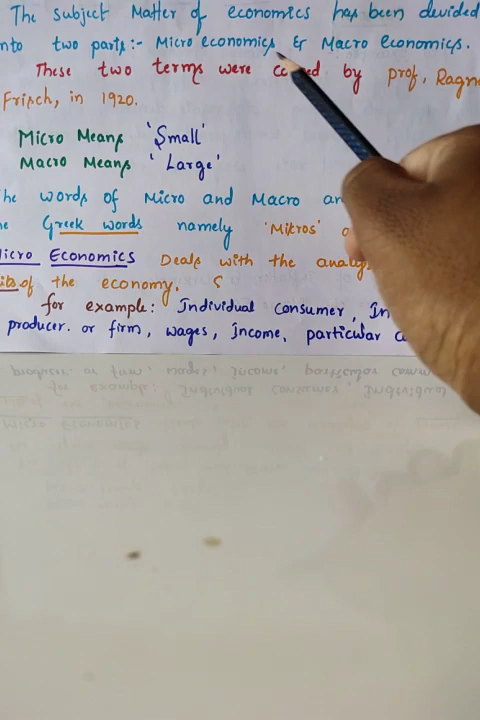 The subject Matter of economics has been devided
into two parts:- Micro economics & Macro economics.
These two terms were by prof, Ragn
Frisch, in 1920.
Micro Means 'Small'
Macro Means 'Large'
The words of Micro and Macro
Greek words namely 'Mikros'
Micro Economics Deals with the
of the economy.
for example: Individual consumer,
producer. or firm, wages, income, particular